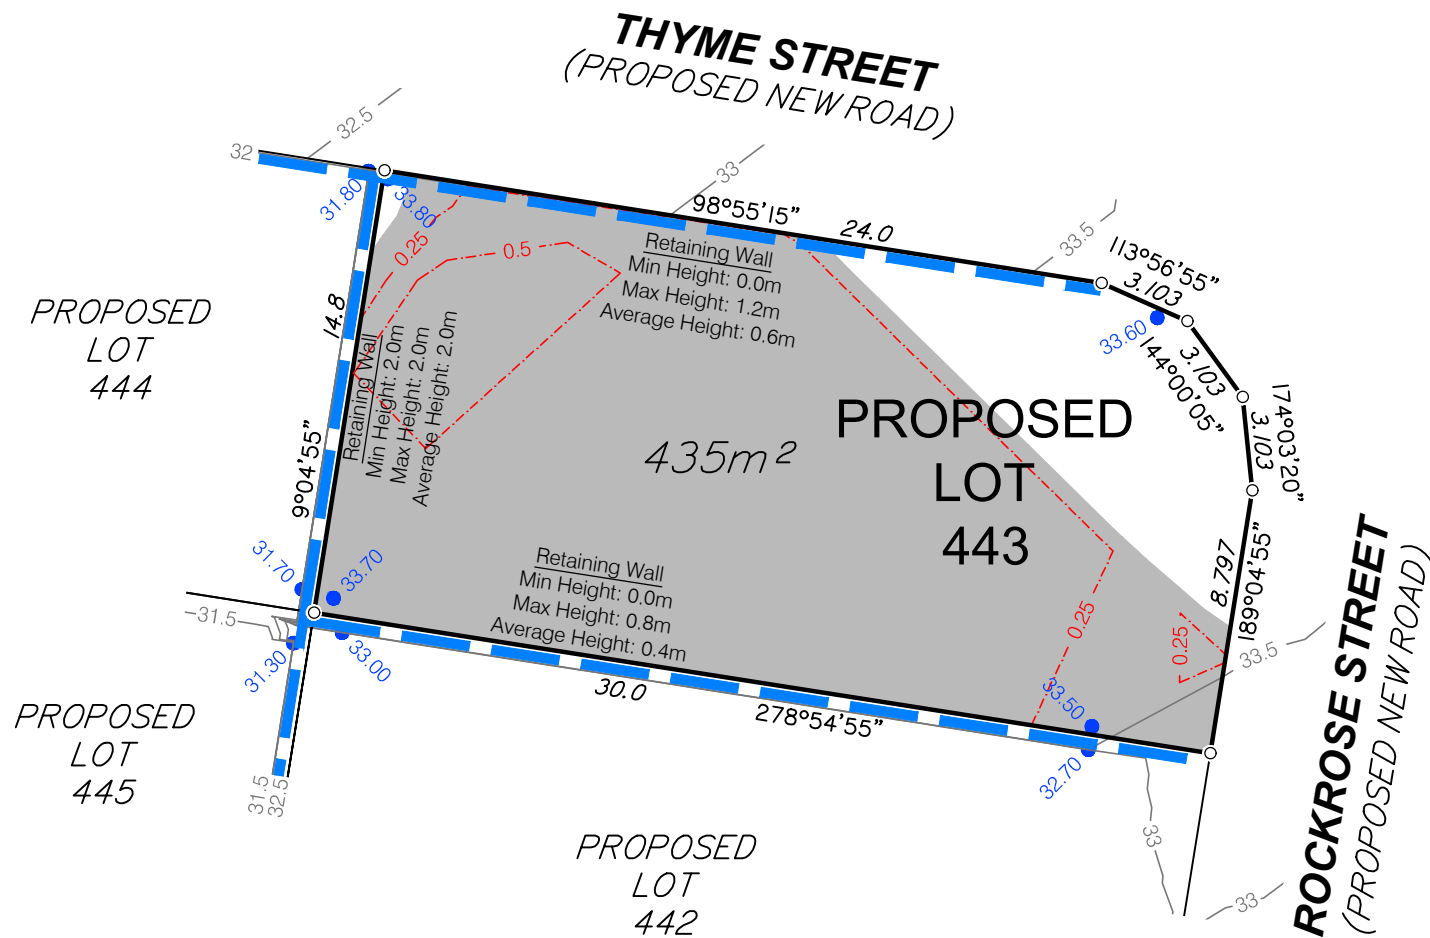 THYME STREET
(PROPOSED NEW ROAD)
32
32.5
33
33.5
31.80
33.80
98°55'15"
24.0
113°56'55"
3.103
33.60
144°00'05"
3.103
174°03'20"
3.103
0.25
0.5
Retaining Wall
Min Height: 0.0m
Max Height: 1.2m
Average Height: 0.6m
PROPOSED
LOT
444
14.8
9°04'55"
Retaining Wall
Min Height: 2.0m
Max Height: 2.0m
Average Height: 2.0m
435m²
PROPOSED
LOT
443
8.797
189°04'55"
ROCKROSE STREET
(PROPOSED NEW ROAD)
31.70
33.70
Retaining Wall
Min Height: 0.0m
Max Height: 0.8m
Average Height: 0.4m
0.25
0.25
33.5
31.5
31.30
33.00
30.0
278°54'55"
33.50
32.70
PROPOSED
LOT
445
31.5
32.5
PROPOSED
LOT
442
33
33